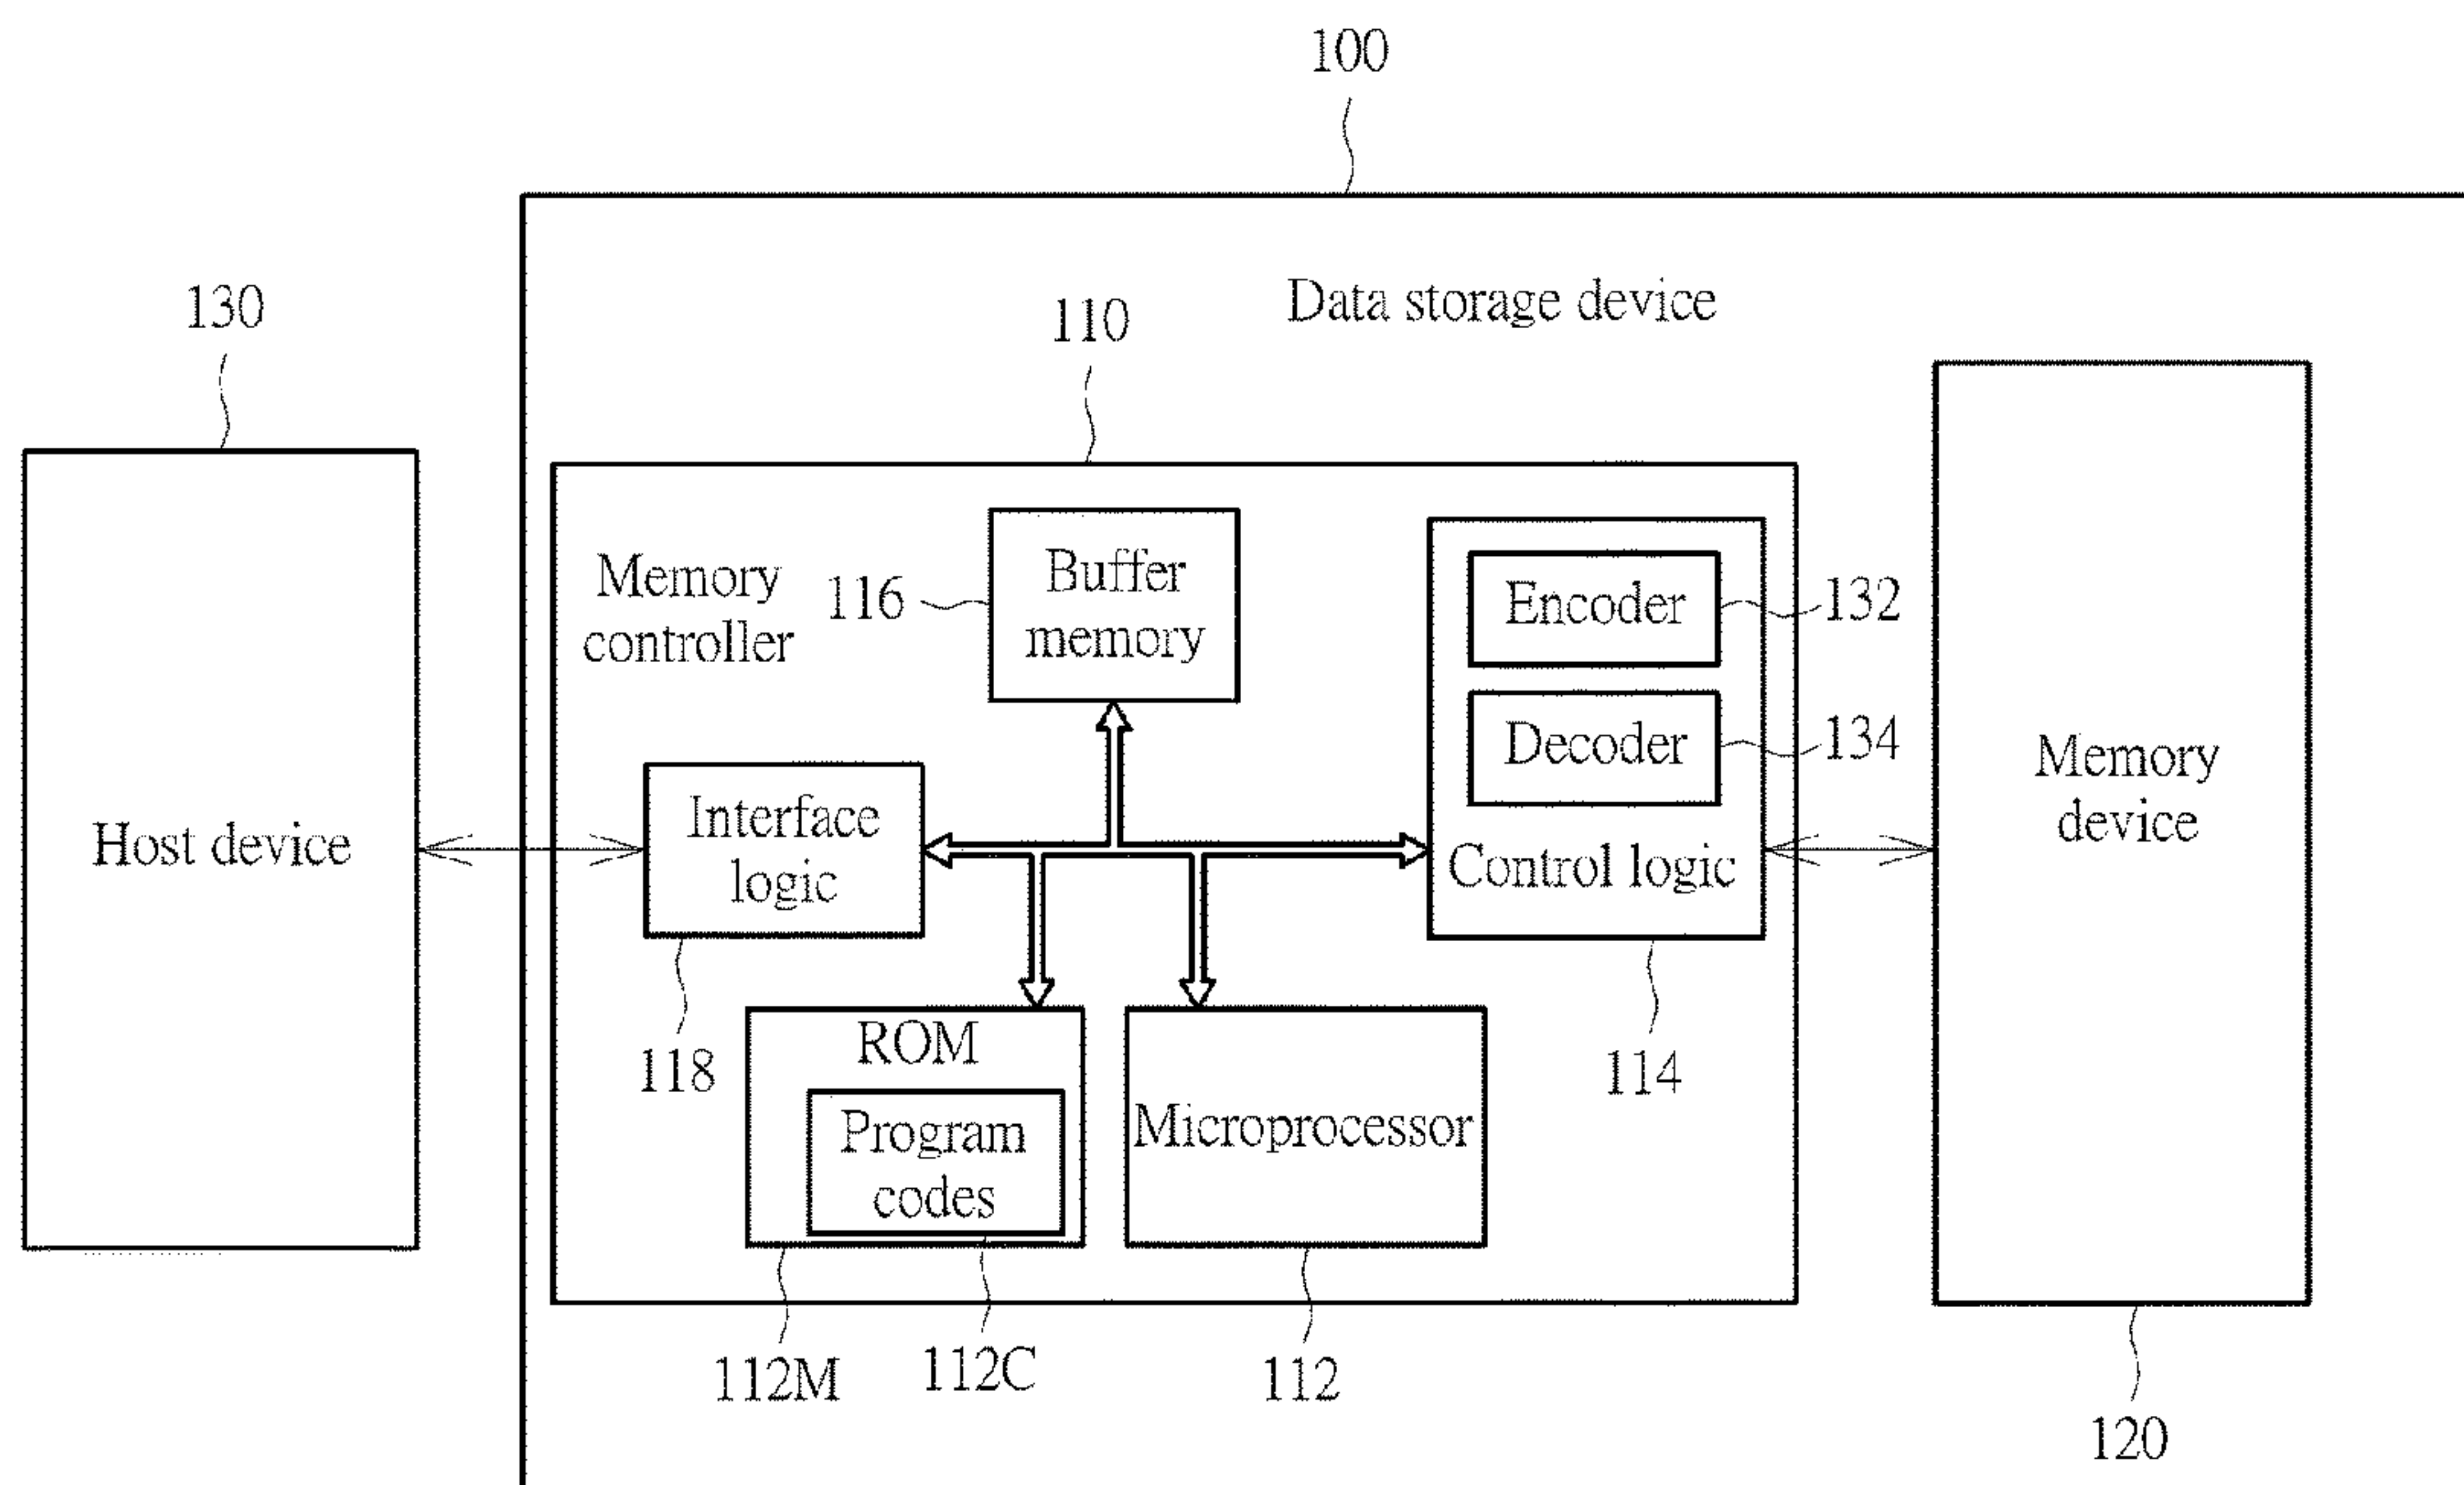 100
Data storage device
130
110
Memory
controller
116
Buffer
memory
Encoder
132
Decoder
134
Control logic
Interface
logic
Host device
Memory
device
118
ROM
Program
codes
Microprocessor
114
112M
112C
112
120